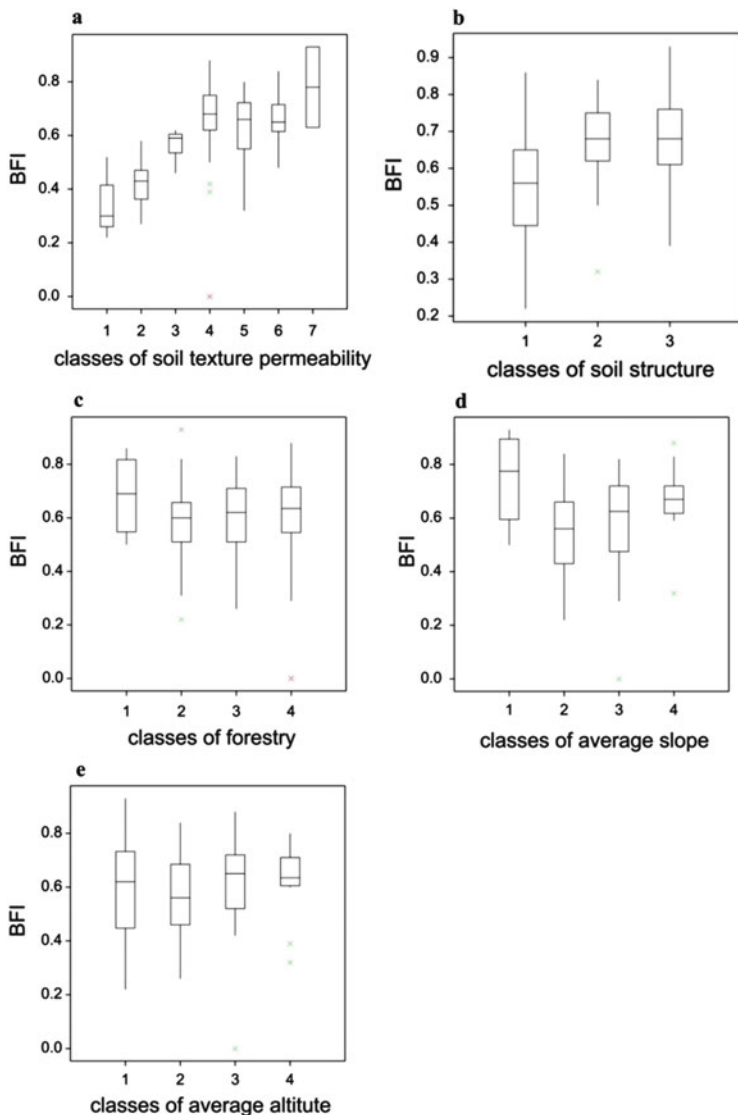 a
BFI
0.8
0.6
0.4
0.2
0.0
1 2 3 4 5 6 7
classes of soil texture permeability
b
BFI
0.9
0.8
0.7
0.6
0.5
0.4
0.3
0.2
1 2 3
classes of soil structure
c
BFI
0.8
0.6
0.4
0.2
0.0
1 2 3 4
classes of forestry
d
BFI
0.8
0.6
0.4
0.2
0.0
1 2 3 4
classes of average slope
e
BFI
0.8
0.6
0.4
0.2
0.0
1 2 3 4
classes of average altitute